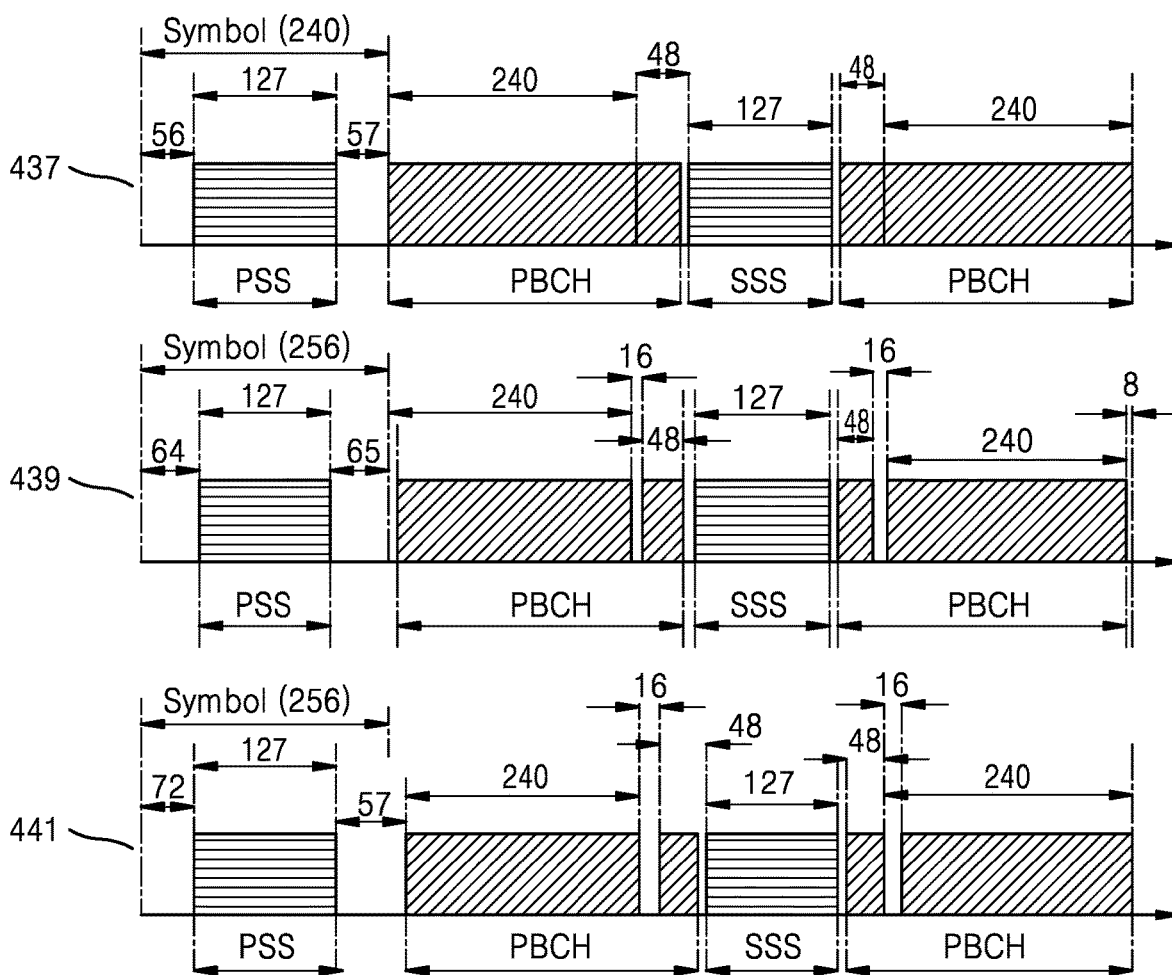 Symbol (240)
48
127 240 48
127 240
56 57
437
PSS PBCH SSS PBCH
Symbol (256)
16 16
8
127 240 127
48 48
64 65 240
439
PSS PBCH SSS PBCH
Symbol (256)
16 16
127 48 48
72 57 240 127 240
441
PSS PBCH SSS PBCH